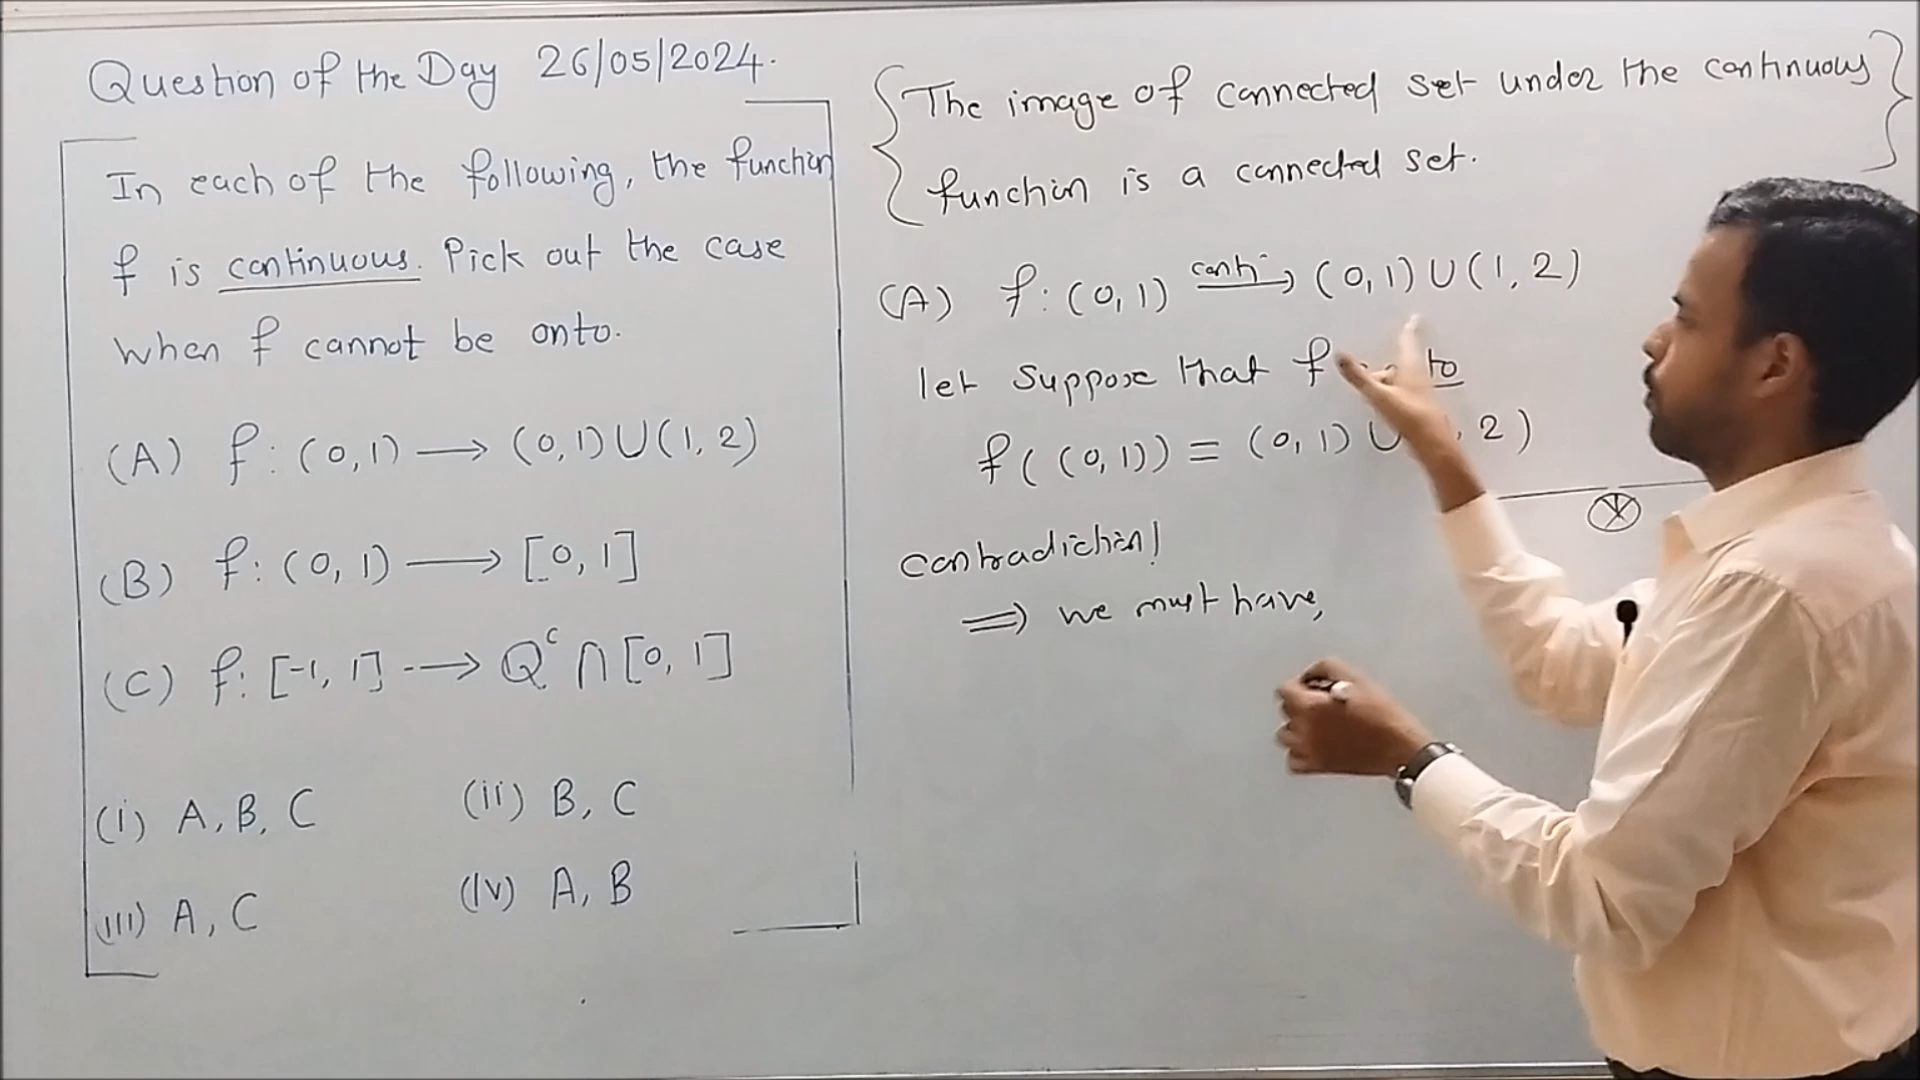 Question of the Day 26/05/2024.
In each of the following, the function
f is continuous. Pick out the case
when f cannot be onto.
(A) f: (0, 1) → (0, 1) ∪ (1, 2)
(B) f: (0, 1) → [0, 1]
(C) f: [-1, 1] → Qᶜ ∩ [0, 1]
(i) A, B, C (ii) B, C
(iii) A, C (iv) A, B
{ The image of connected set under the continuous }
function is a connected set.
(A) f: (0, 1) conti⟶ (0, 1) ∪ (1, 2)
let suppose that f
f((0, 1)) = (0, 1) ∪ , 2)
contradiction!
⇒ we must have,